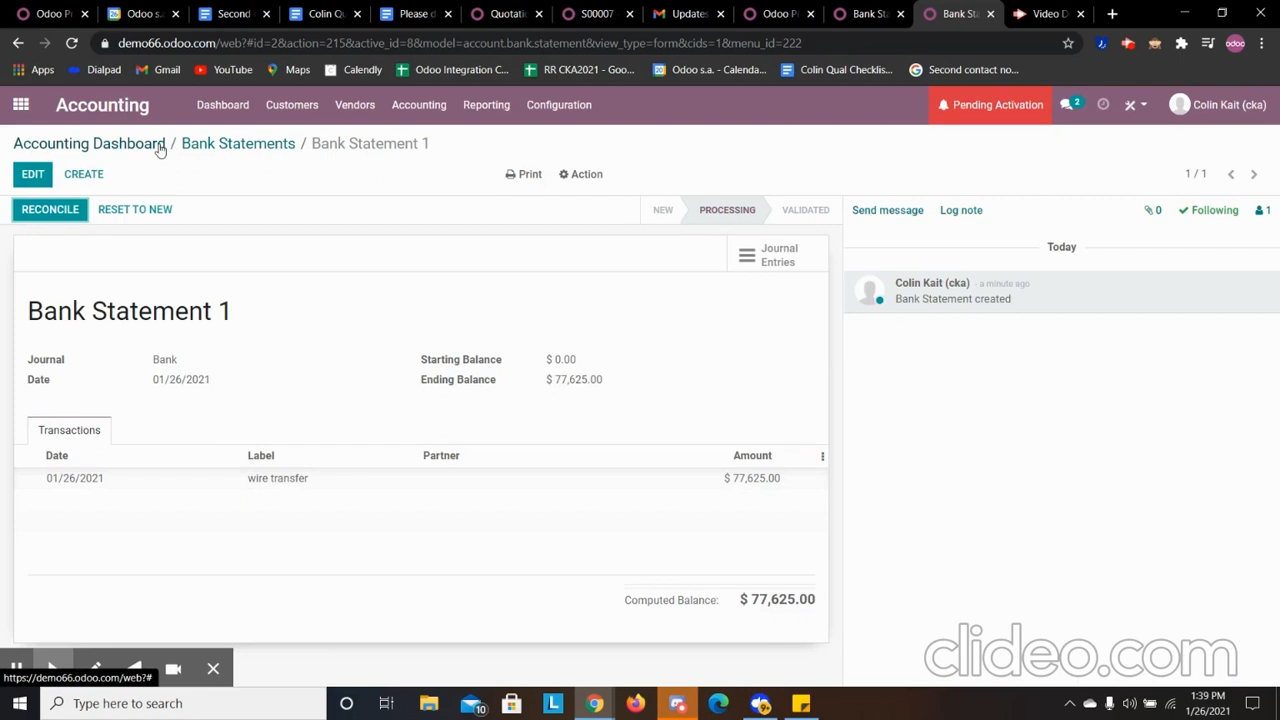 Odoo Pr
Odoo s.a.
Second c
Colin Qu
Please d
Quotatio
S00007
Updates
Odoo Pr
Bank Sta
Bank Sta
Video D
demo66.odoo.com/web?#id=2&action=215&active_id=8&model=account.bank.statement&view_type=form&cids=1&menu_id=222
Apps
Dialpad
Gmail
YouTube
Maps
Calendly
Odoo Integration C...
RR CKA2021 - Goo...
Odoo s.a. - Calenda...
Colin Qual Checklis...
Second contact no...
Accounting
Dashboard
Customers
Vendors
Accounting
Reporting
Configuration
Pending Activation
2
Colin Kait (cka)
Accounting Dashboard / Bank Statements / Bank Statement 1
EDIT
CREATE
Print
Action
1 / 1
RECONCILE
RESET TO NEW
NEW
PROCESSING
VALIDATED
Send message
Log note
0
Following
1
Journal
Entries
Today
Colin Kait (cka) - a minute ago
Bank Statement created
Bank Statement 1
Journal
Bank
Starting Balance
$ 0.00
Date
01/26/2021
Ending Balance
$ 77,625.00
Transactions
Date
Label
Partner
Amount
01/26/2021
wire transfer
$ 77,625.00
Computed Balance:
$ 77,625.00
clideo.com
https://demo66.odoo.com/web?#
Type here to search
10
1:39 PM
1/26/2021